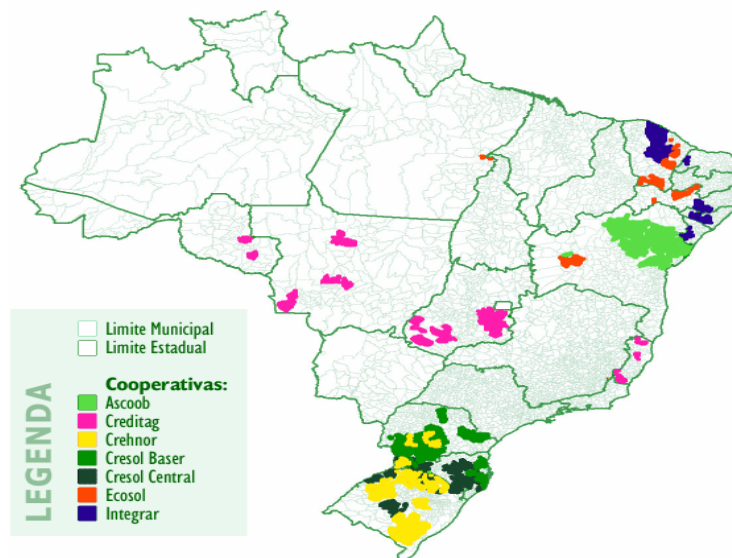 LEGENDA
Limite Municipal
Limite Estadual
Cooperativas:
Ascoob
Creditag
Crehnor
Cresol Baser
Cresol Central
Ecosol
Integrar